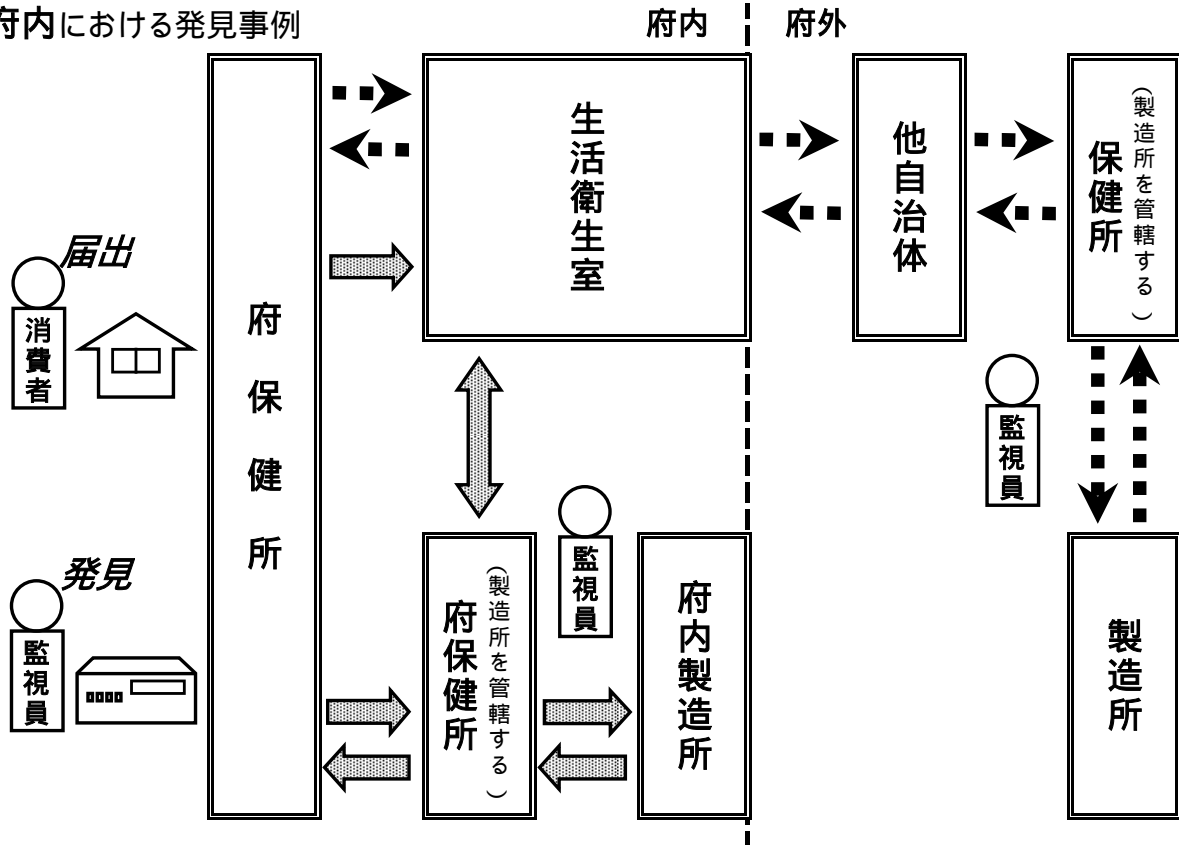 府内における発見事例
府内
府外
届出
消費者
発見
監視員
府保健所
生活衛生室
府保健所
(製造所を管轄する)
監視員
府内製造所
他自治体
保健所
(製造所を管轄する)
監視員
製造所